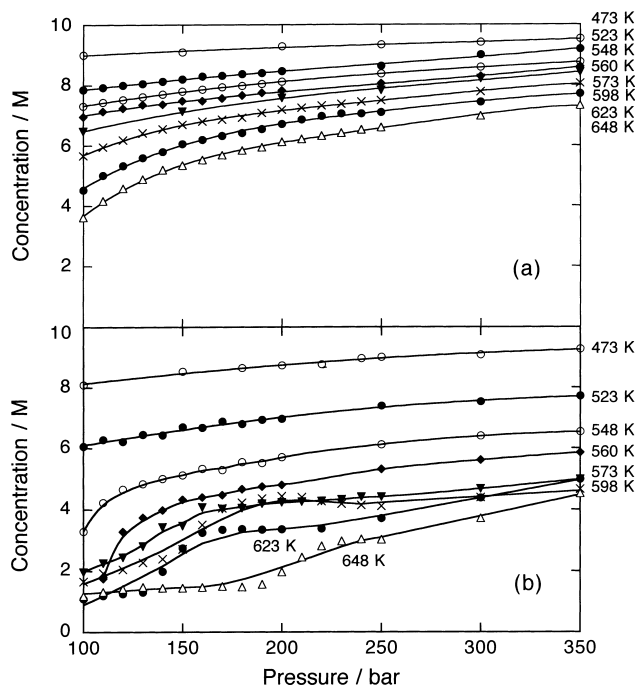 10
8
6
4
2
Concentration / M
473 K
523 K
548 K
560 K
573 K
598 K
623 K
648 K
(a)
10
8
6
4
2
0
Concentration / M
473 K
523 K
548 K
560 K
573 K
598 K
623 K
648 K
(b)
100 150 200 250 300 350
Pressure / bar